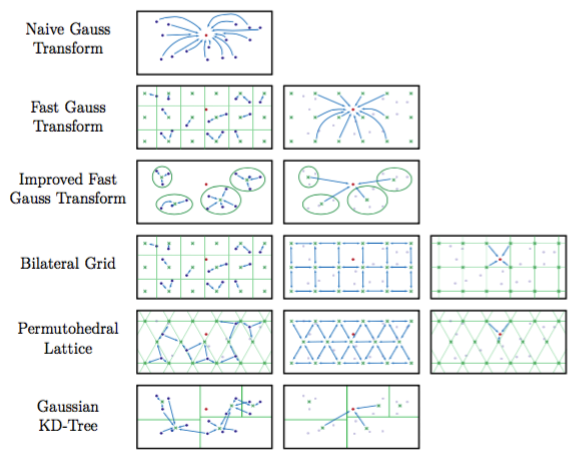 Naive Gauss
Transform
Fast Gauss
Transform
Improved Fast
Gauss Transform
Bilateral Grid
Permutohedral
Lattice
Gaussian
KD-Tree